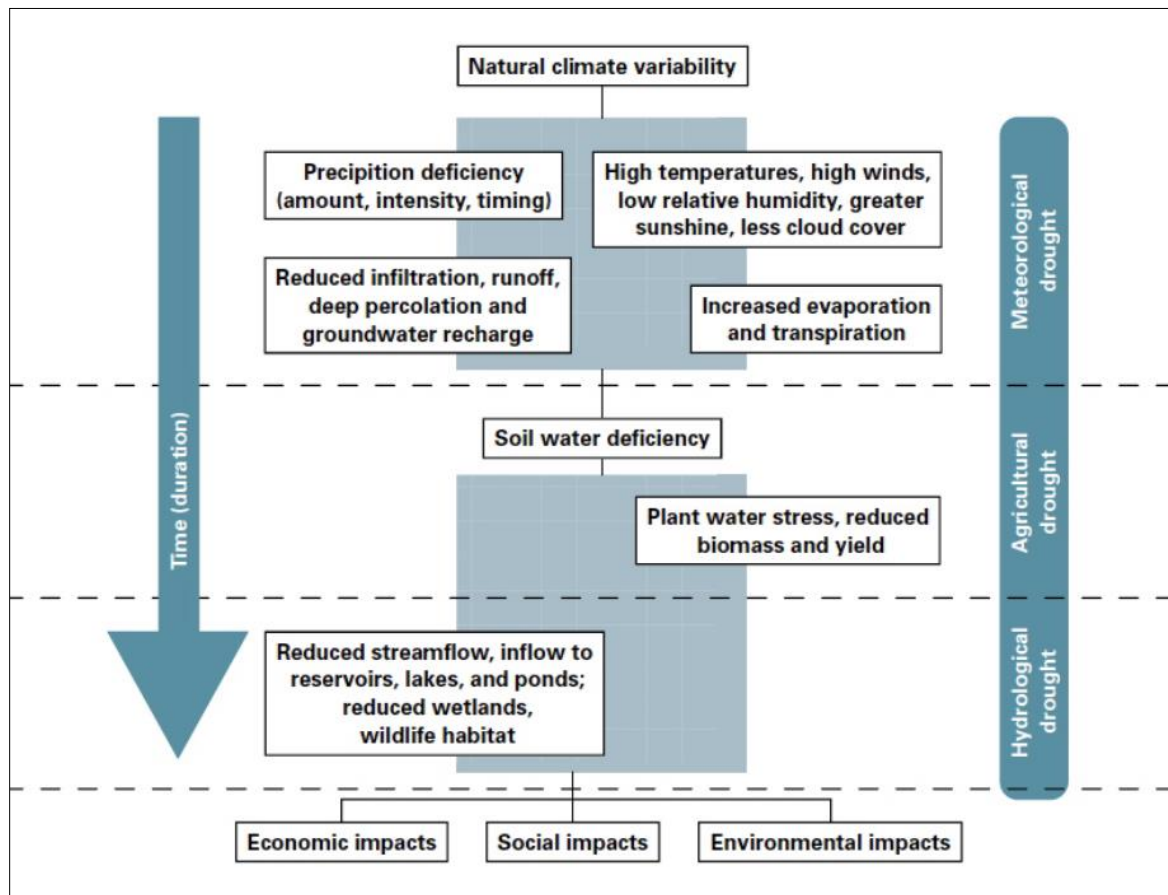 Natural climate variability
Precipition deficiency
(amount, intensity, timing)
High temperatures, high winds,
low relative humidity, greater
sunshine, less cloud cover
Reduced infiltration, runoff,
deep percolation and
groundwater recharge
Increased evaporation
and transpiration
Meteorological
drought
Time (duration)
Soil water deficiency
Plant water stress, reduced
biomass and yield
Agricultural
drought
Reduced streamflow, inflow to
reservoirs, lakes, and ponds;
reduced wetlands,
wildlife habitat
Hydrological
drought
Economic impacts
Social impacts
Environmental impacts